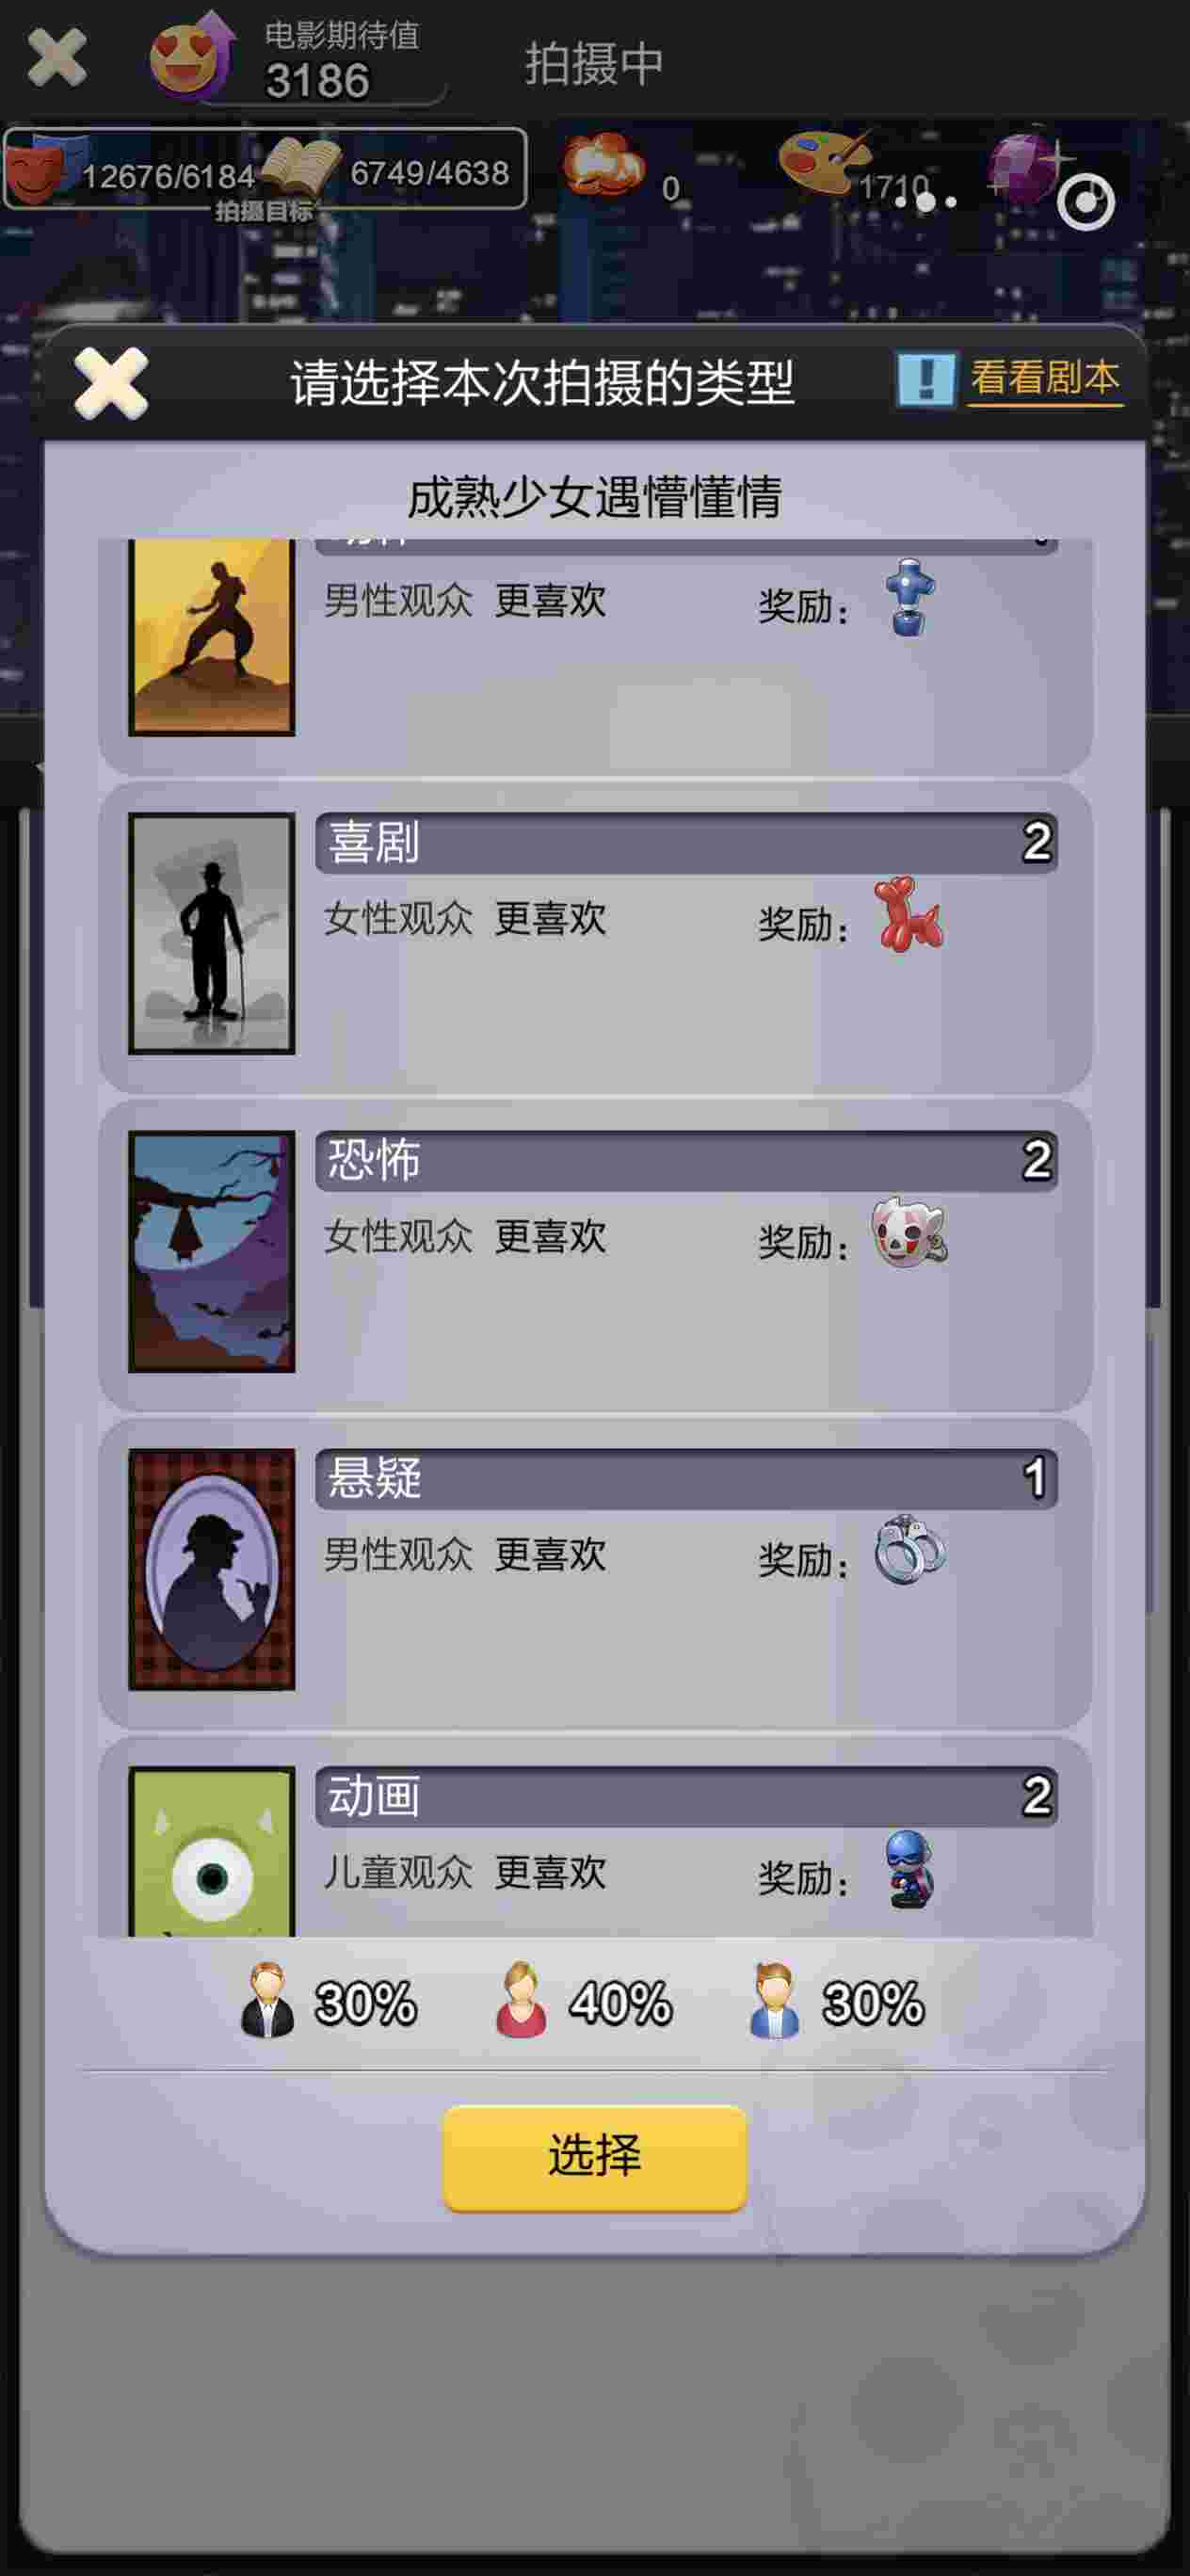 电影期待值
3186
拍摄中
12676/6184
6749/4638
0
1710
拍摄目标
请选择本次拍摄的类型
看看剧本
成熟少女遇懵懂情
男性观众 更喜欢 奖励:
喜剧 2
女性观众 更喜欢 奖励:
恐怖 2
女性观众 更喜欢 奖励:
悬疑 1
男性观众 更喜欢 奖励:
动画 2
儿童观众 更喜欢 奖励:
30% 40% 30%
选择